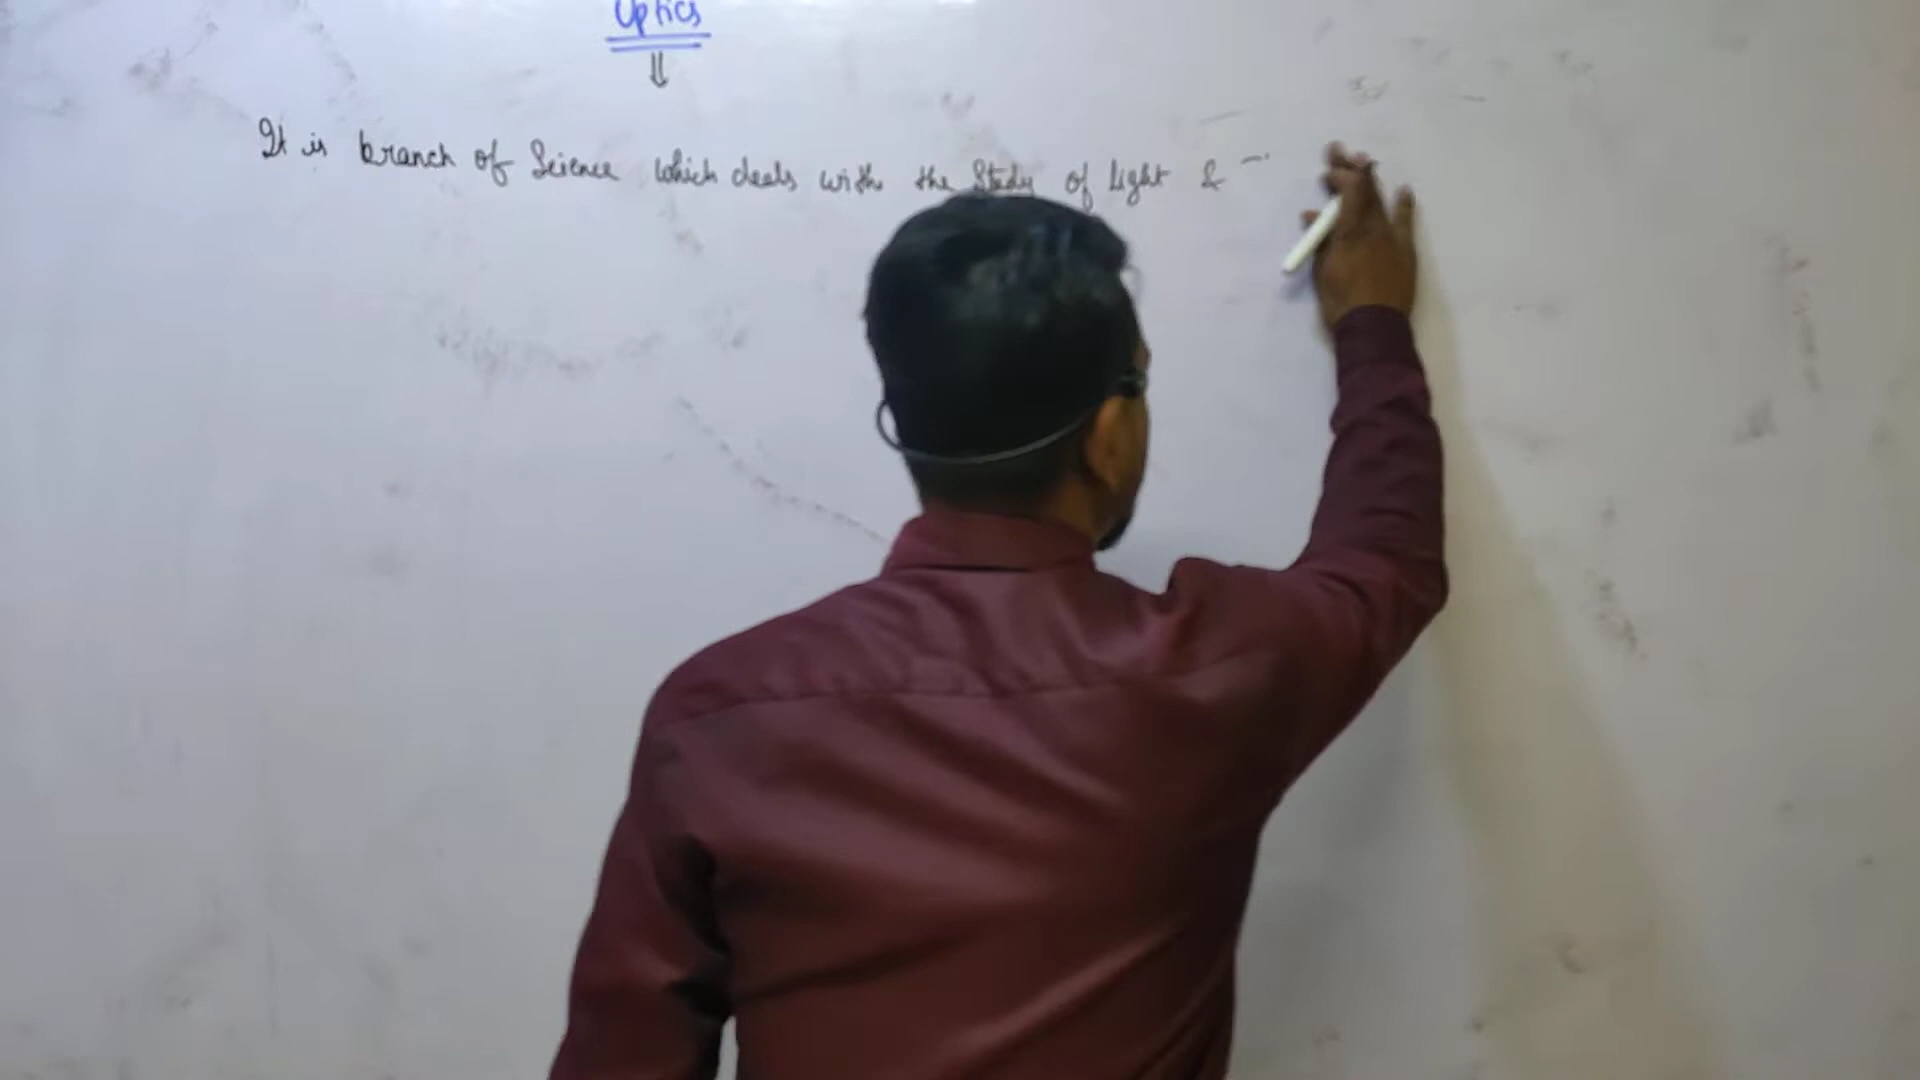 Optics
⇓
It is branch of Science which deals with the Study of light &